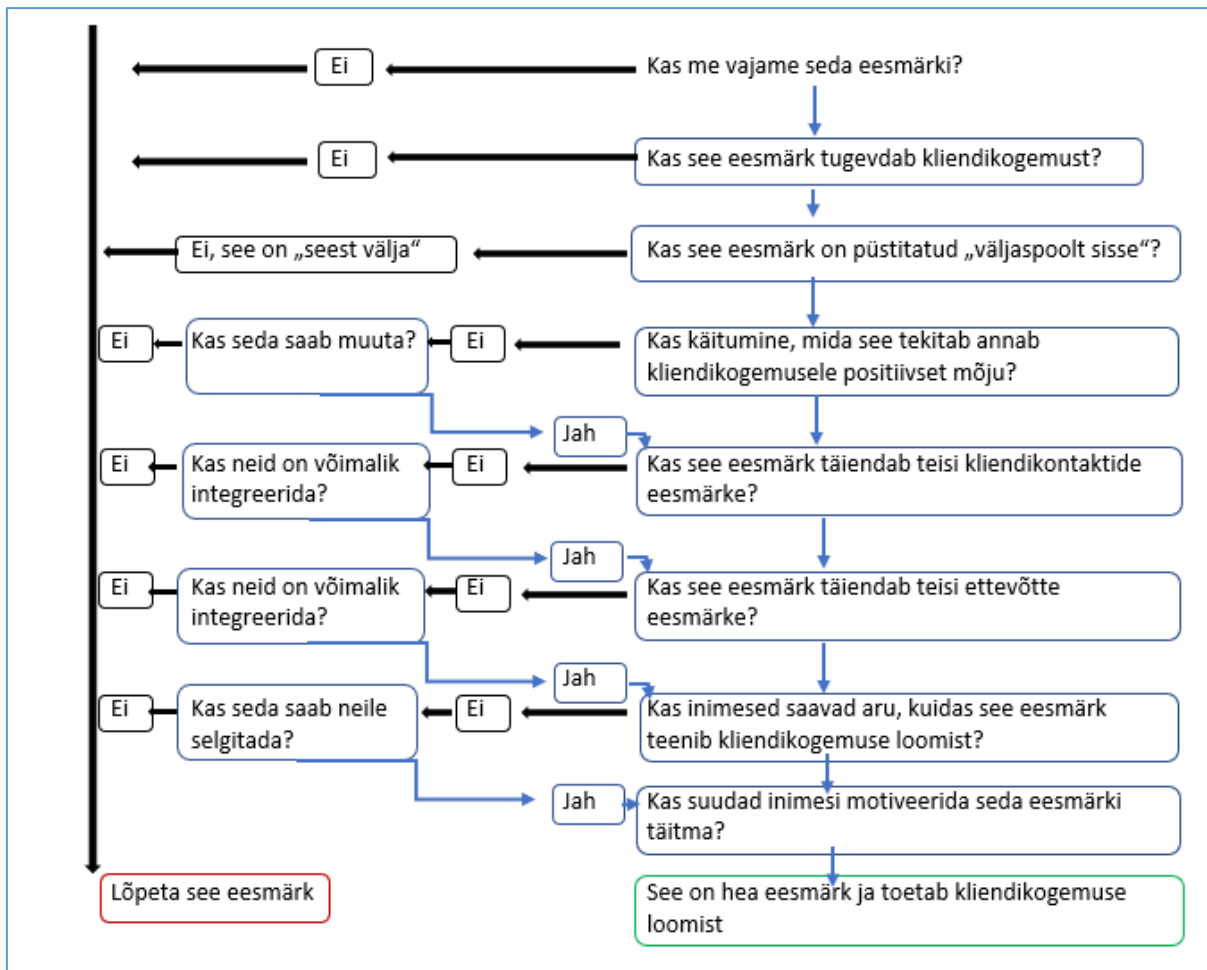 Ei
Kas me vajame seda eesmärki?
Ei
Kas see eesmärk tugevdab kliendikogemust?
Ei, see on „seest välja“
Kas see eesmärk on püstitatud „väljaspoolt sisse“?
Ei
Kas seda saab muuta?
Ei
Kas käitumine, mida see tekitab annab
kliendikogemusele positiivset mõju?
Jah
Ei
Kas neid on võimalik
integreerida?
Ei
Kas see eesmärk täiendab teisi kliendikontaktide
eesmärke?
Jah
Ei
Kas neid on võimalik
integreerida?
Ei
Kas see eesmärk täiendab teisi ettevõtte
eesmärke?
Jah
Ei
Kas seda saab neile
selgitada?
Ei
Kas inimesed saavad aru, kuidas see eesmärk
teenib kliendikogemuse loomist?
Jah
Kas suudad inimesi motiveerida seda eesmärki
täitma?
Lõpeta see eesmärk
See on hea eesmärk ja toetab kliendikogemuse
loomist